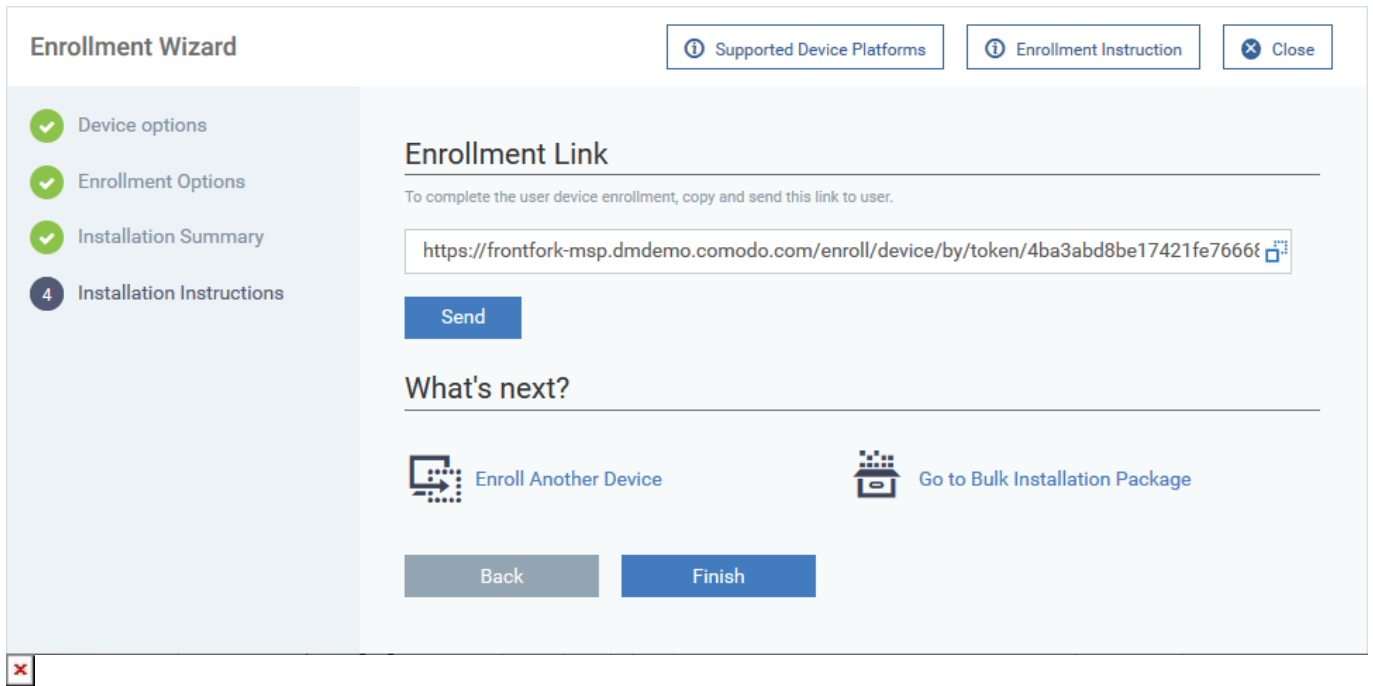 Enrollment Wizard
Supported Device Platforms
Enrollment Instruction
Close
Device options
Enrollment Options
Installation Summary
4 Installation Instructions
Enrollment Link
To complete the user device enrollment, copy and send this link to user.
https://frontfork-msp.dmdemo.comodo.com/enroll/device/by/token/4ba3abd8be17421fe76668
Send
What's next?
Enroll Another Device
Go to Bulk Installation Package
Back
Finish